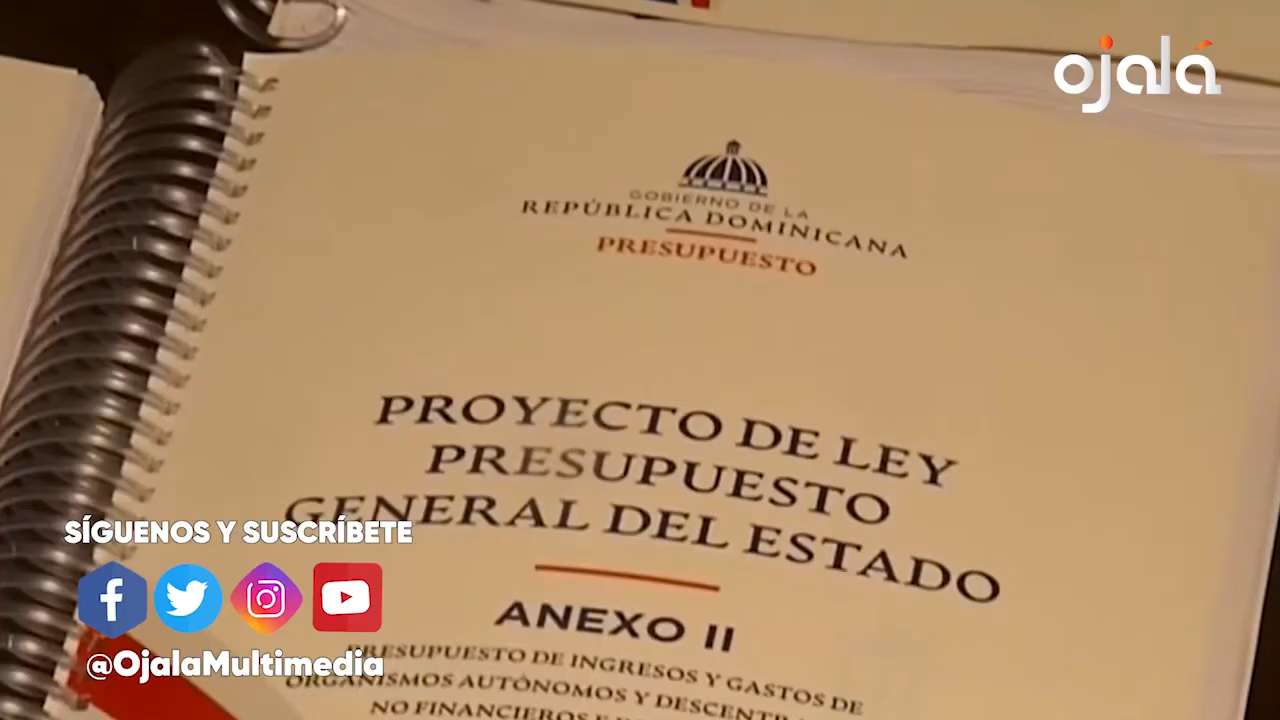 ojalá
GOBIERNO DE LA
REPÚBLICA DOMINICANA
PRESUPUESTO
PROYECTO DE LEY
PRESUPUESTO
GENERAL DEL ESTADO
ANEXO II
PRESUPUESTO DE INGRESOS Y GASTOS DE
ORGANISMOS AUTÓNOMOS Y
NO FINANCIEROS E
SÍGUENOS Y SUSCRÍBETE
@OjalaMultimedia